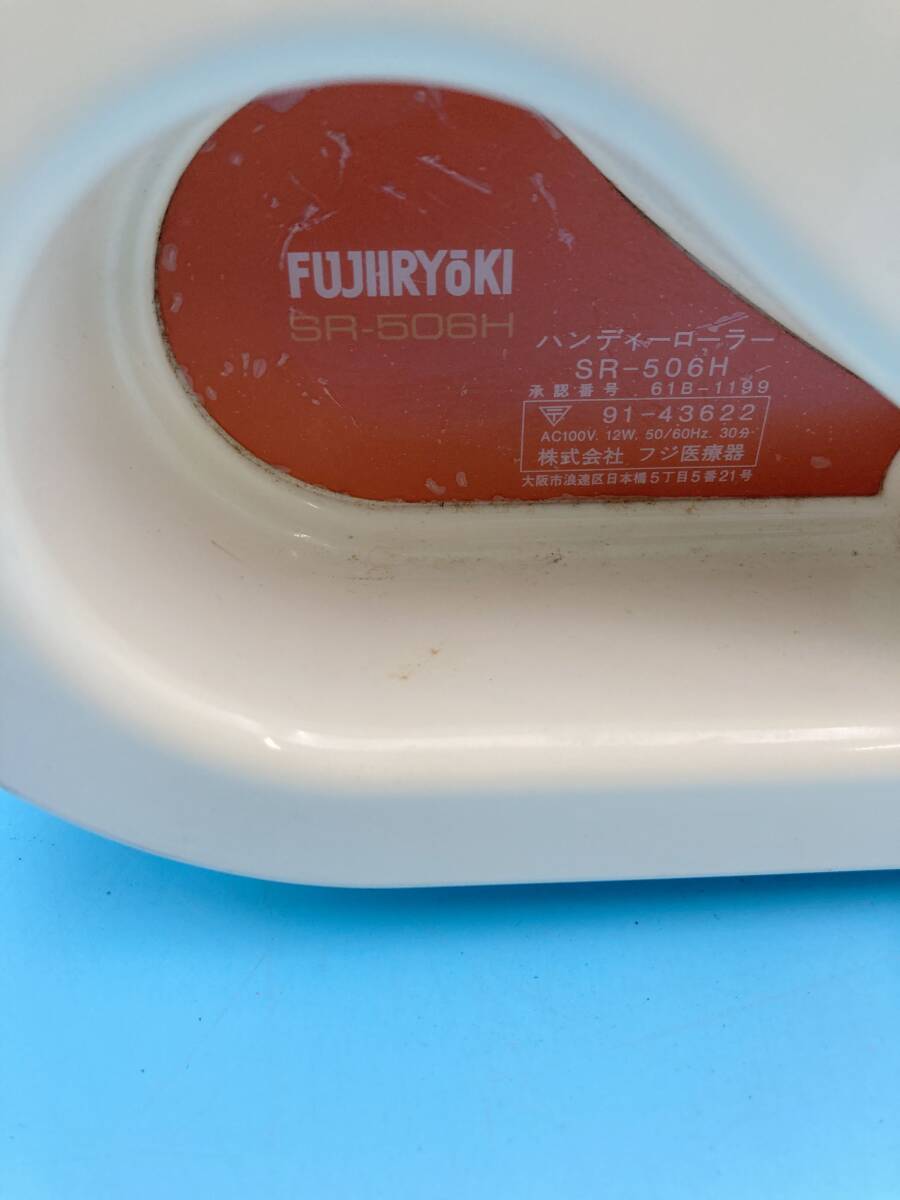 FUJIIRYōKI
SR-506H
ハンディーローラー
SR-506H
承認番号 61B-1199
〒 91-43622
AC100V. 12W. 50/60Hz. 30分
株式会社 フジ医療器
大阪市浪速区日本橋5丁目5番21号